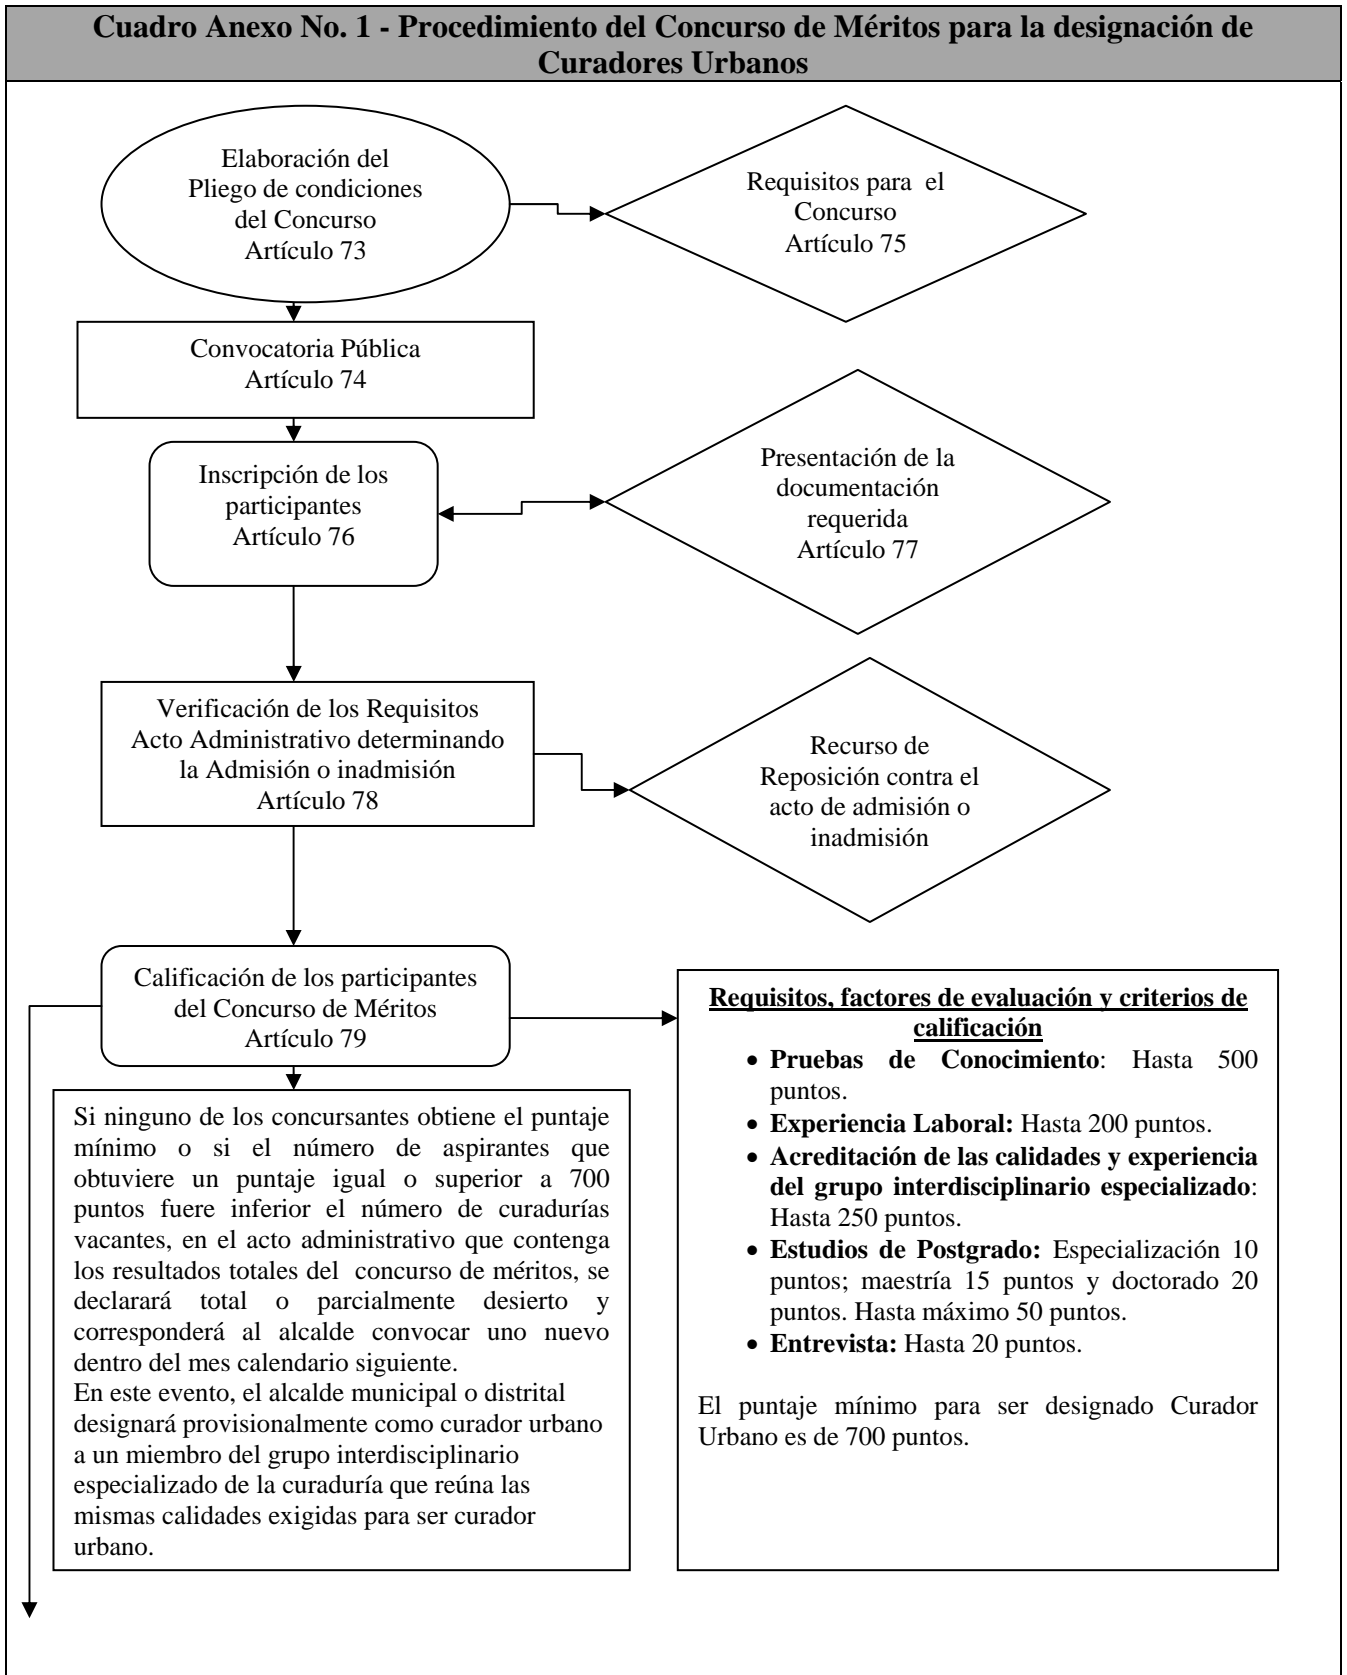 Cuadro Anexo No. 1 - Procedimiento del Concurso de Méritos para la designación de
Curadores Urbanos
Elaboración del
Pliego de condiciones
del Concurso
Artículo 73
Requisitos para  el
Concurso
Artículo 75
Convocatoria Pública
Artículo 74
Inscripción de los
participantes
Artículo 76
Presentación de la
documentación
requerida
Artículo 77
Verificación de los Requisitos
Acto Administrativo determinando
la Admisión o inadmisión
Artículo 78
Recurso de
Reposición contra el
acto de admisión o
inadmisión
Calificación de los participantes
del Concurso de Méritos
Artículo 79
Si ninguno de los concursantes obtiene el puntaje
mínimo o si el número de aspirantes que
obtuviere un puntaje igual o superior a 700
puntos fuere inferior el número de curadurías
vacantes, en el acto administrativo que contenga
los resultados totales del  concurso de méritos, se
declarará total o parcialmente desierto y
corresponderá al alcalde convocar uno nuevo
dentro del mes calendario siguiente.
En este evento, el alcalde municipal o distrital
designará provisionalmente como curador urbano
a un miembro del grupo interdisciplinario
especializado de la curaduría que reúna las
mismas calidades exigidas para ser curador
urbano.
Requisitos, factores de evaluación y criterios de
calificación
• Pruebas de Conocimiento: Hasta 500
puntos.
• Experiencia Laboral: Hasta 200 puntos.
• Acreditación de las calidades y experiencia
del grupo interdisciplinario especializado:
Hasta 250 puntos.
• Estudios de Postgrado: Especialización 10
puntos; maestría 15 puntos y doctorado 20
puntos. Hasta máximo 50 puntos.
• Entrevista: Hasta 20 puntos.
El puntaje mínimo para ser designado Curador
Urbano es de 700 puntos.